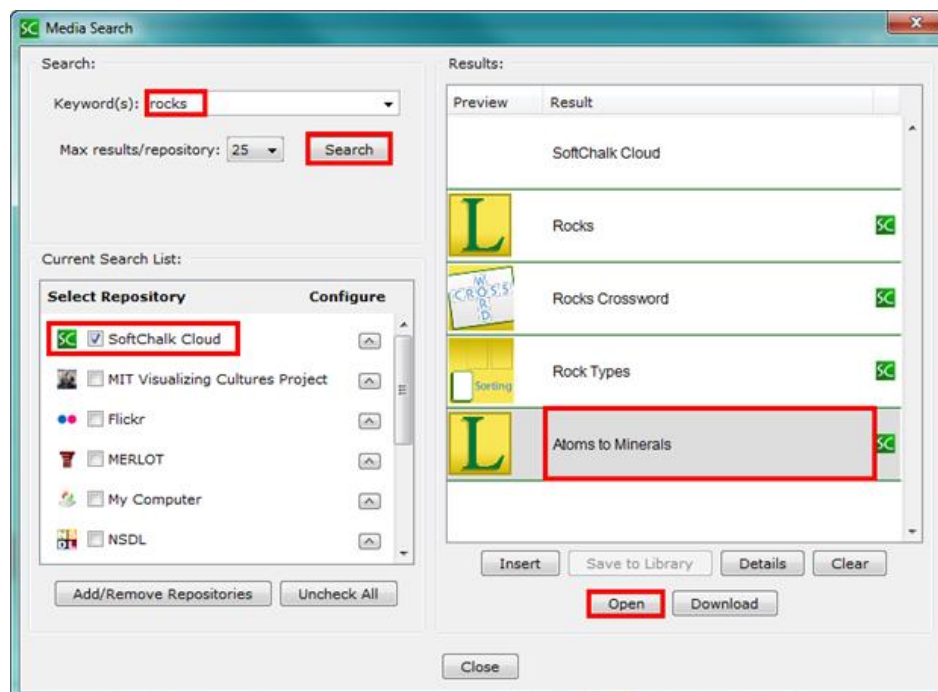 SC Media Search
x
Search:
Keyword(s): rocks
Max results/repository: 25 Search
Current Search List:
Select Repository Configure
SC SoftChalk Cloud
MIT Visualizing Cultures Project
Flickr
MERLOT
My Computer
NSDL
Add/Remove Repositories Uncheck All
Results:
Preview Result
SoftChalk Cloud
L Rocks SC
CROSS WORD Rocks Crossword SC
Sorting Rock Types SC
L Atoms to Minerals SC
Insert Save to Library Details Clear
Open Download
Close